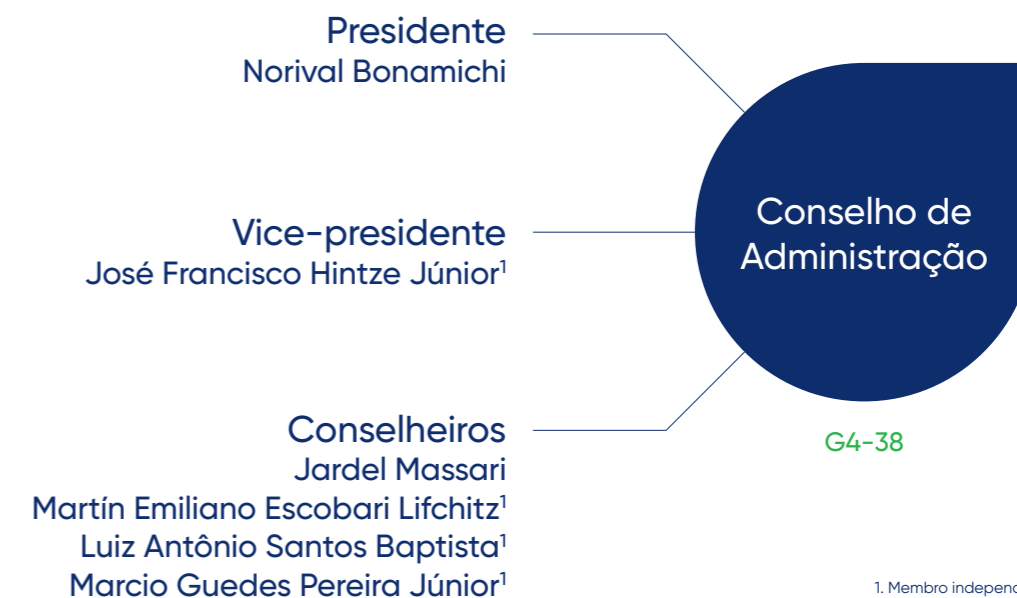 Presidente
Norival Bonamichi
Vice-presidente
José Francisco Hintze Júnior¹
Conselheiros
Jardel Massari
Martín Emiliano Escobari Lifchitz¹
Luiz Antônio Santos Baptista¹
Marcio Guedes Pereira Júnior¹
Conselho de
Administração
G4-38
1. Membro